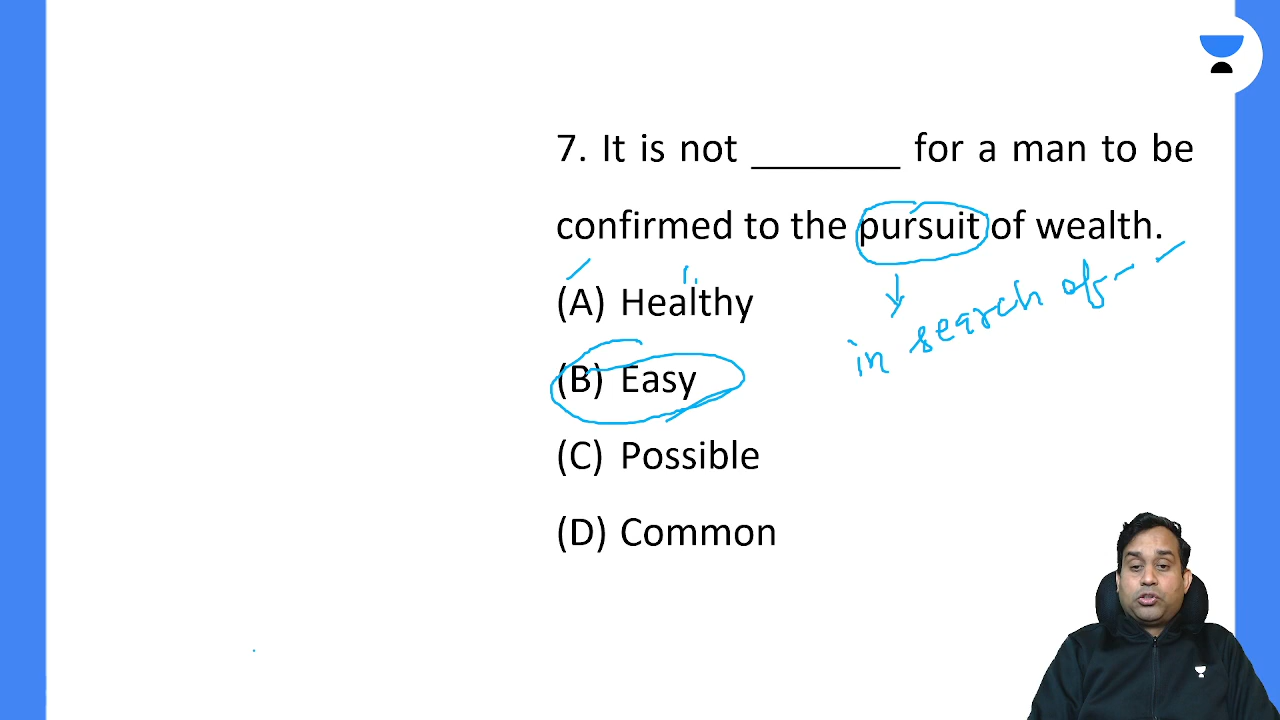 7. It is not ________ for a man to be
confirmed to the pursuit of wealth.
(A) Healthy
in search of - -
(B) Easy
(C) Possible
(D) Common